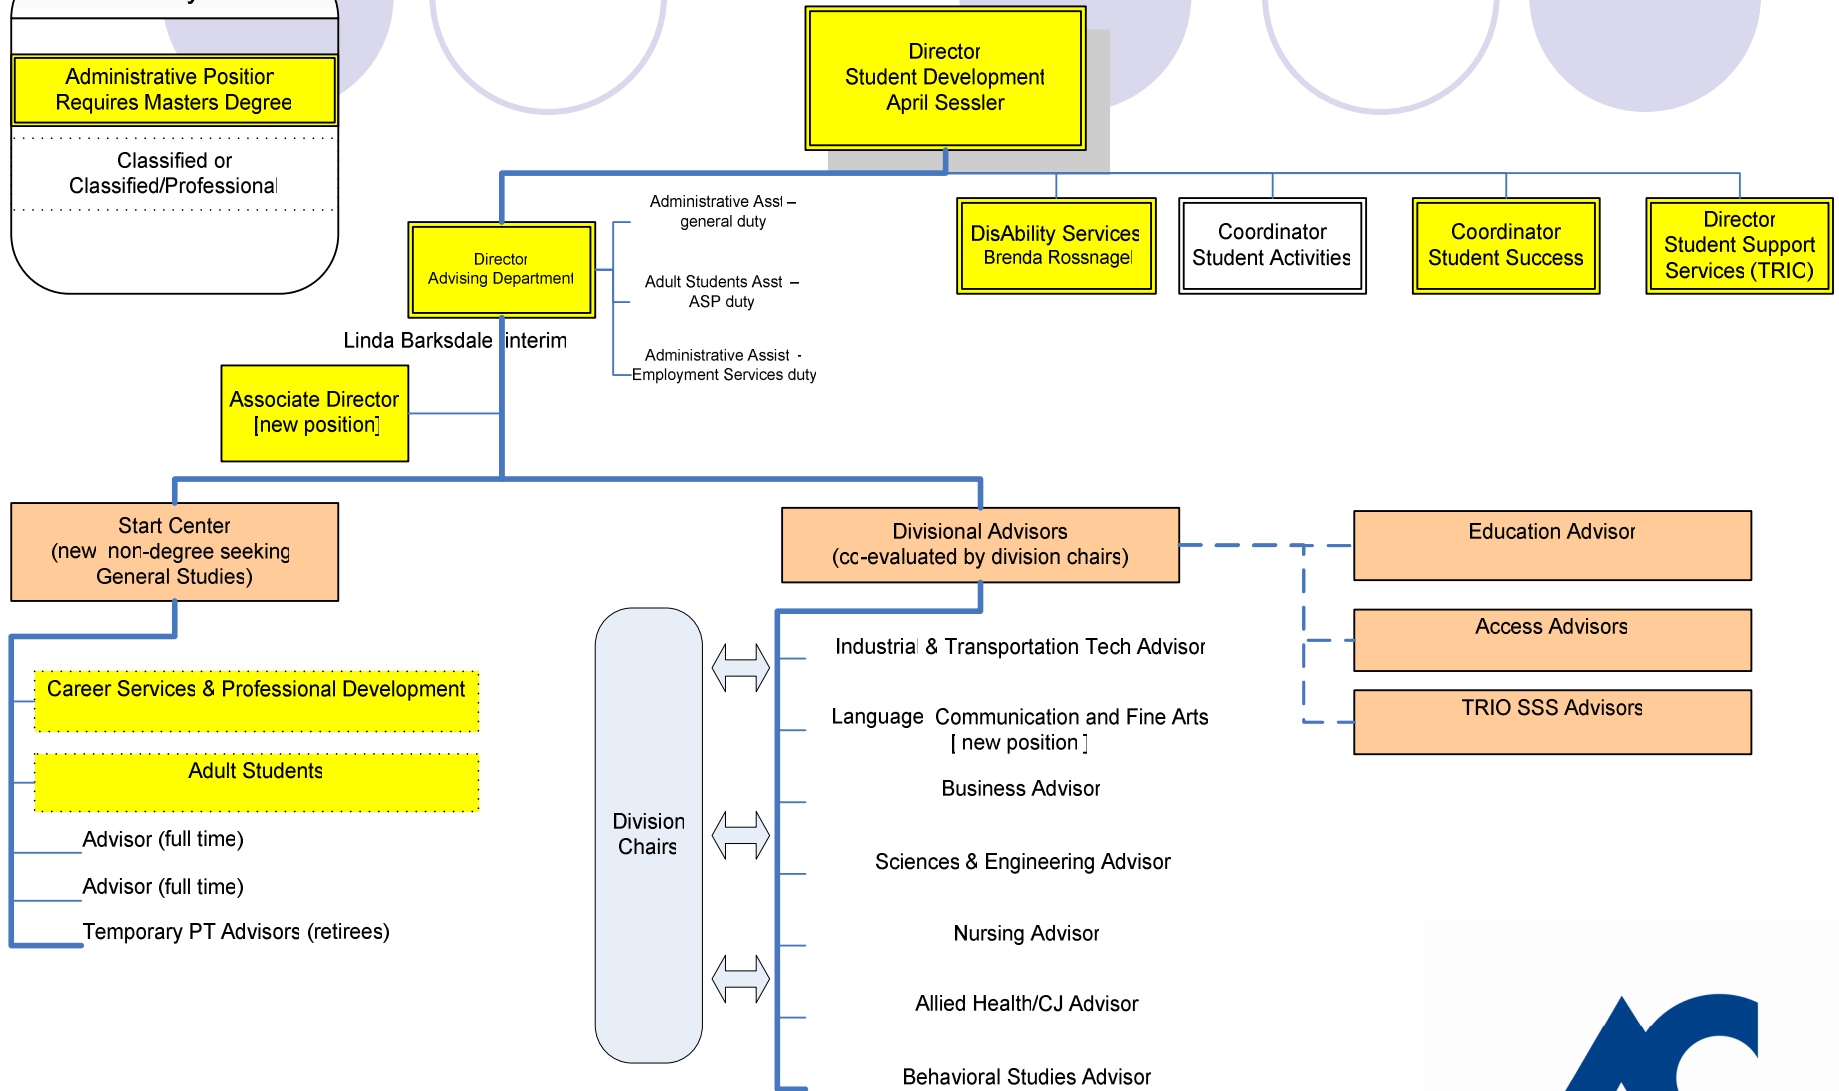 Administrative Position
Requires Masters Degree
Classified or
Classified/Professional
Director
Student Development
April Sessler
Administrative Asst –
general duty
Adult Students Asst –
ASP duty
Administrative Assist -
Employment Services duty
Director
Advising Department
Linda Barksdale interim
DisAbility Services
Brenda Rossnagel
Coordinator
Student Activities
Coordinator
Student Success
Director
Student Support
Services (TRIO)
Associate Director
[new position]
Start Center
(new non-degree seeking
General Studies)
Career Services & Professional Development
Adult Students
Advisor (full time)
Advisor (full time)
Temporary PT Advisors (retirees)
Divisional Advisors
(co-evaluated by division chairs)
Division
Chairs
Industrial & Transportation Tech Advisor
Language Communication and Fine Arts
[ new position ]
Business Advisor
Sciences & Engineering Advisor
Nursing Advisor
Allied Health/CJ Advisor
Behavioral Studies Advisor
Education Advisor
Access Advisors
TRIO SSS Advisors
AC